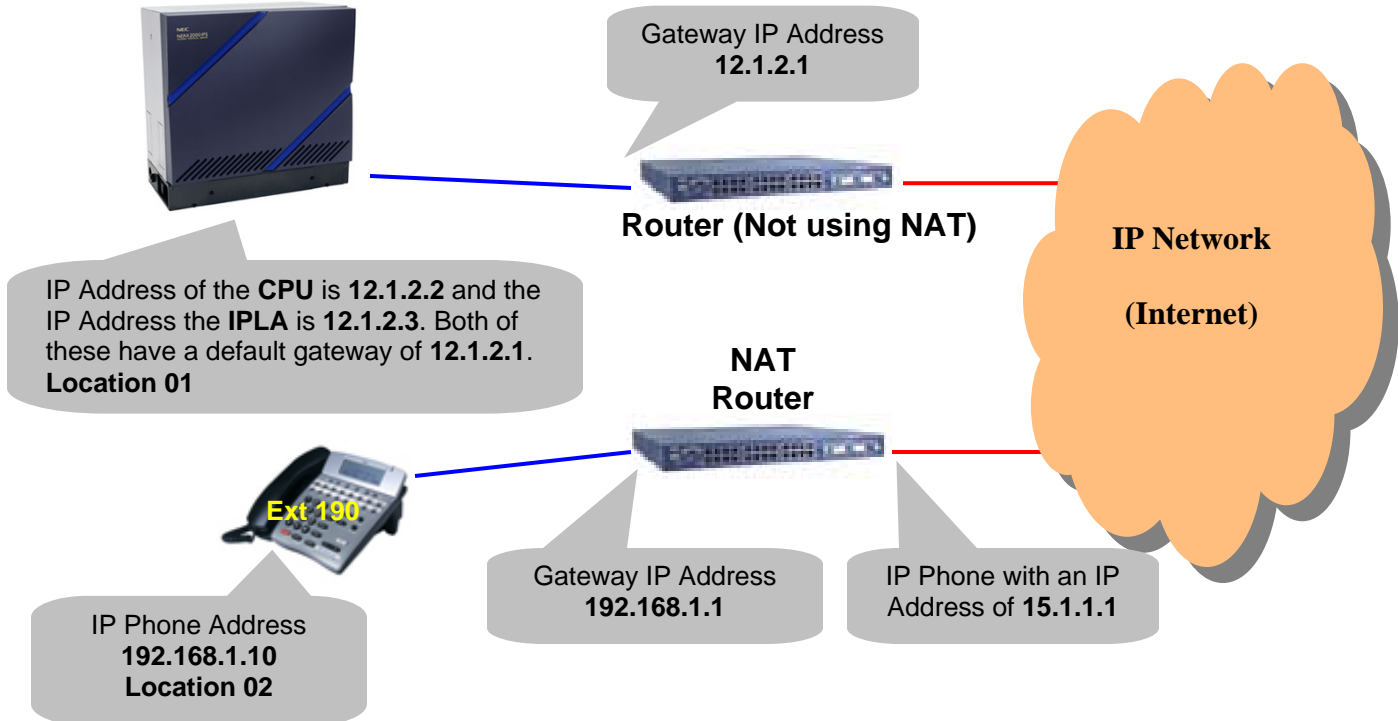 NEC
NEAX2000 IPS
Gateway IP Address
12.1.2.1
Router (Not using NAT)
IP Network
(Internet)
IP Address of the CPU is 12.1.2.2 and the
IP Address the IPLA is 12.1.2.3. Both of
these have a default gateway of 12.1.2.1.
Location 01
NAT
Router
Ext 190
Gateway IP Address
192.168.1.1
IP Phone with an IP
Address of 15.1.1.1
IP Phone Address
192.168.1.10
Location 02